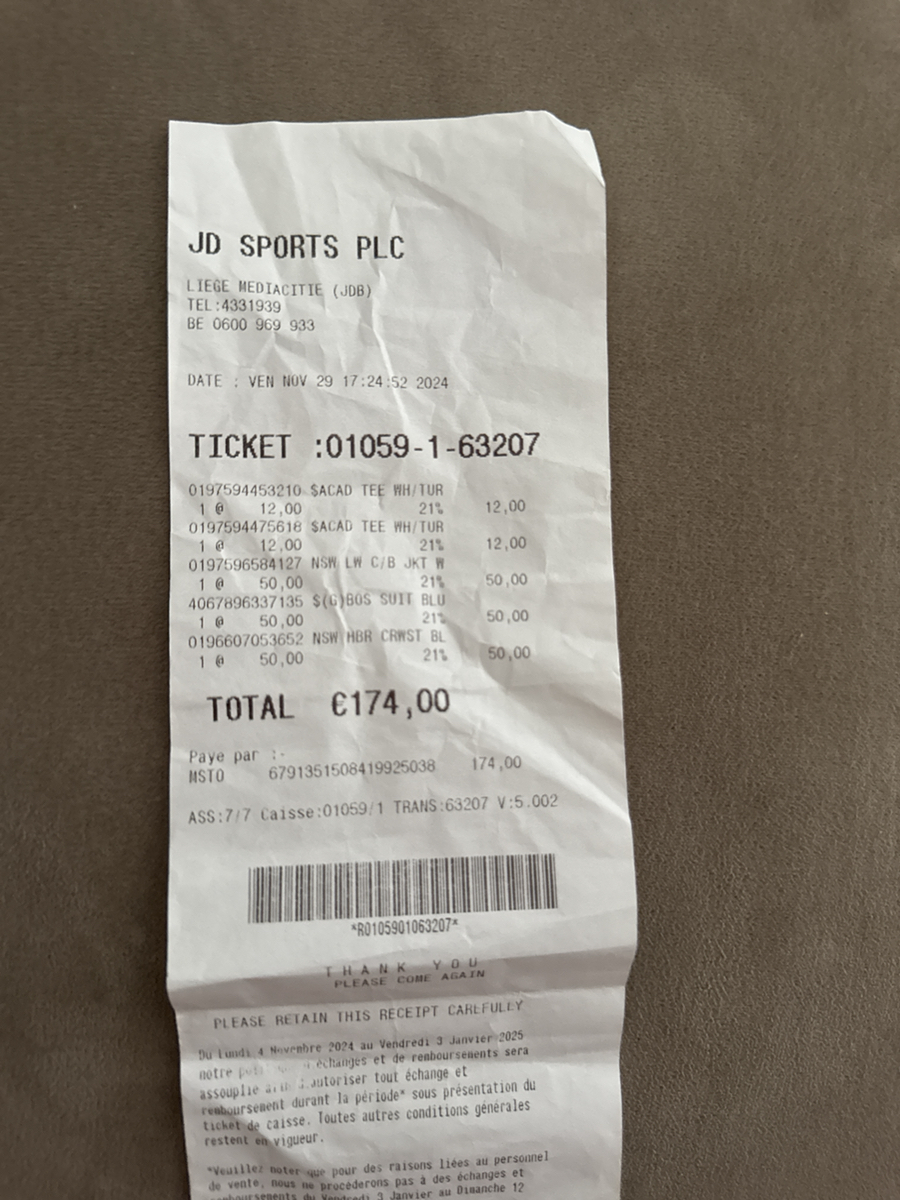 JD SPORTS PLC
LIEGE MEDIACITIE (JDB)
TEL:4331939
BE 0600 969 933
DATE : VEN NOV 29 17:24:52 2024
TICKET :01059-1-63207
0197594453210 $ACAD TEE WH/TUR
1 @ 12,00 21% 12,00
0197594475618 $ACAD TEE WH/TUR
1 @ 12,00 21% 12,00
0197596584127 NSW LW C/B JKT W
1 @ 50,00 21% 50,00
4067896337135 $(G)BOS SUIT BLU
1 @ 50,00 21% 50,00
0196607053652 NSW HBR CRWST BL
1 @ 50,00 21% 50,00
TOTAL €174,00
Paye par :-
MSTO 6791351508419925038 174,00
ASS:7/7 Caisse:01059/1 TRANS:63207 V:5.002
*R0105901063207*
THANK YOU
PLEASE COME AGAIN
PLEASE RETAIN THIS RECEIPT CAREFULLY
Du Lundi 4 Novembre 2024 au Vendredi 3 Janvier 2025
notre échanges et de remboursements sera
assouplie autoriser tout échange et
remboursement durant la période* sous présentation du
ticket de caisse. Toutes autres conditions générales
restent en vigueur.
*Veuillez noter que pour des raisons liées au personnel
de vente, nous ne procéderons pas à des échanges et
remboursements du Vendredi 3 Janvier au Dimanche 12